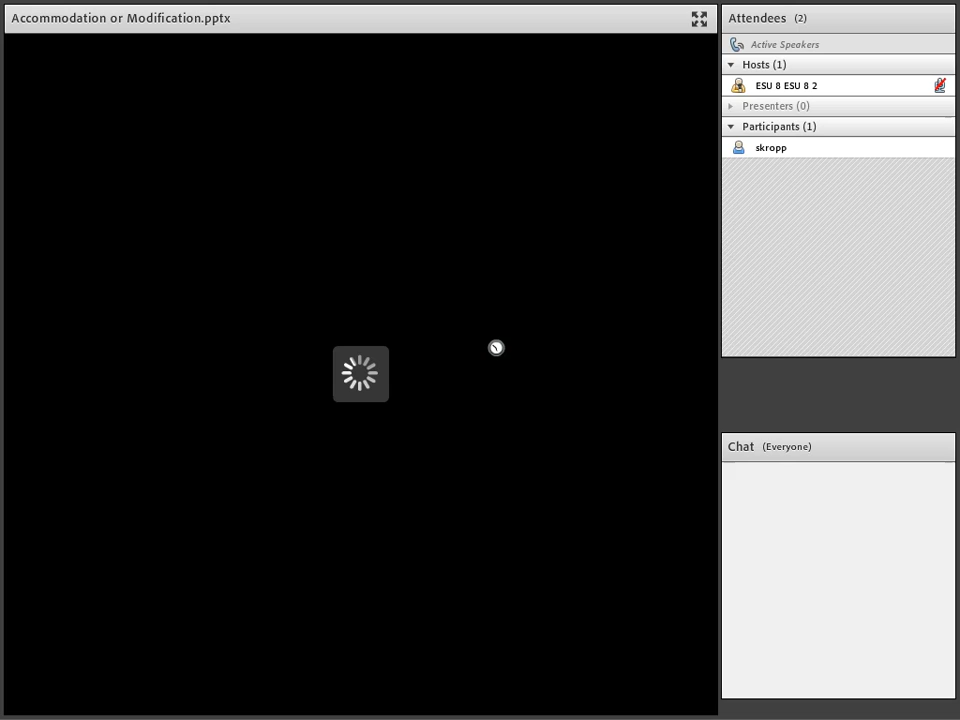 Accommodation or Modification.pptx
Attendees (2)
Active Speakers
Hosts (1)
ESU 8 ESU 8 2
Presenters (0)
Participants (1)
skropp
Chat (Everyone)